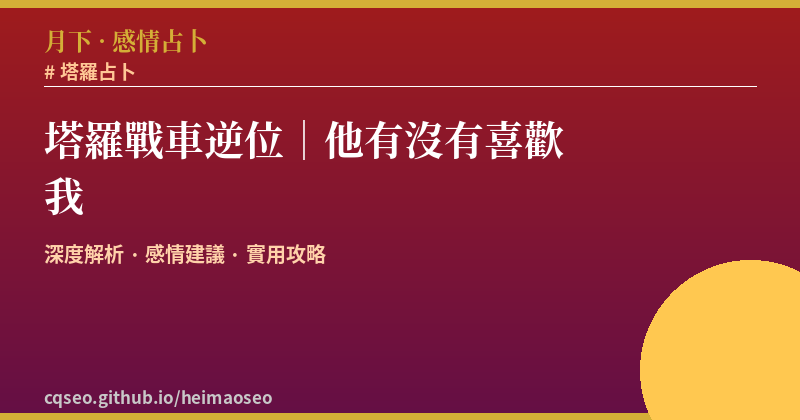 月下 · 感情占卜
# 塔羅占卜
塔羅戰車逆位｜他有沒有喜歡
我
深度解析 · 感情建議 · 實用攻略
cqseo.github.io/heimaoseo